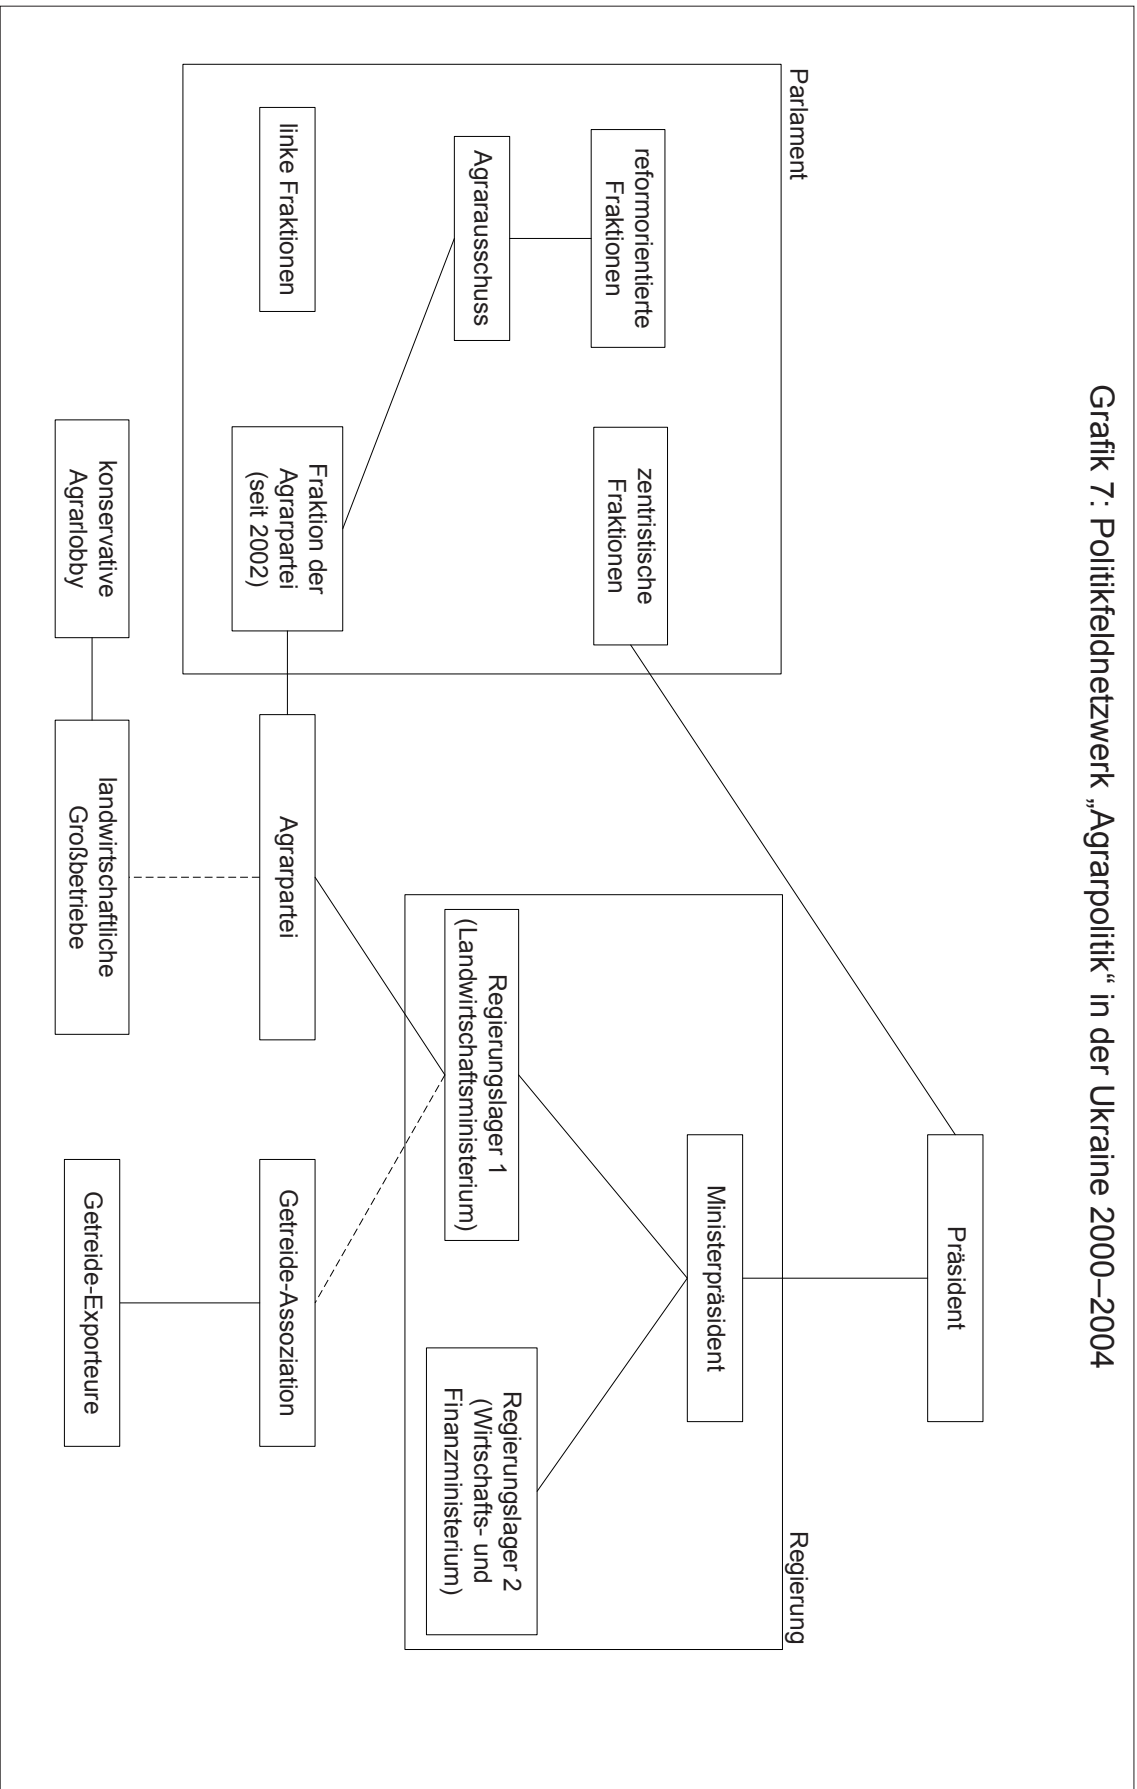 Grafik 7: Politikfeldnetzwerk „Agrarpolitik“ in der Ukraine 2000–2004
Präsident
Parlament
Regierung
reformorientierte
Fraktionen
zentristische
Fraktionen
Ministerpräsident
Agrarausschuss
Regierungslager 1
(Landwirtschaftsministerium)
Regierungslager 2
(Wirtschafts- und
Finanzministerium)
linke Fraktionen
Fraktion der
Agrarpartei
(seit 2002)
Agrarpartei
Getreide-Assoziation
konservative
Agrarlobby
landwirtschaftliche
Großbetriebe
Getreide-Exporteure